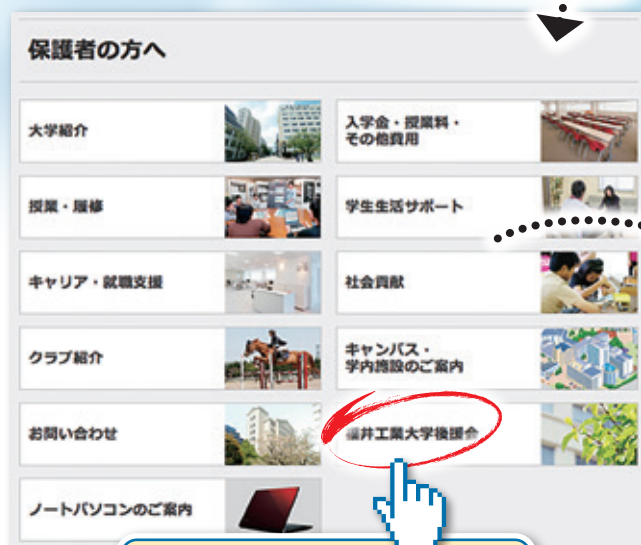 保護者の方へ
大学紹介
入学金・授業料・
その他費用
授業・履修
学生生活サポート
キャリア・就職支援
社会貢献
クラブ紹介
キャンパス・
学内施設のご案内
お問い合わせ
福井工業大学後援会
ノートパソコンのご案内